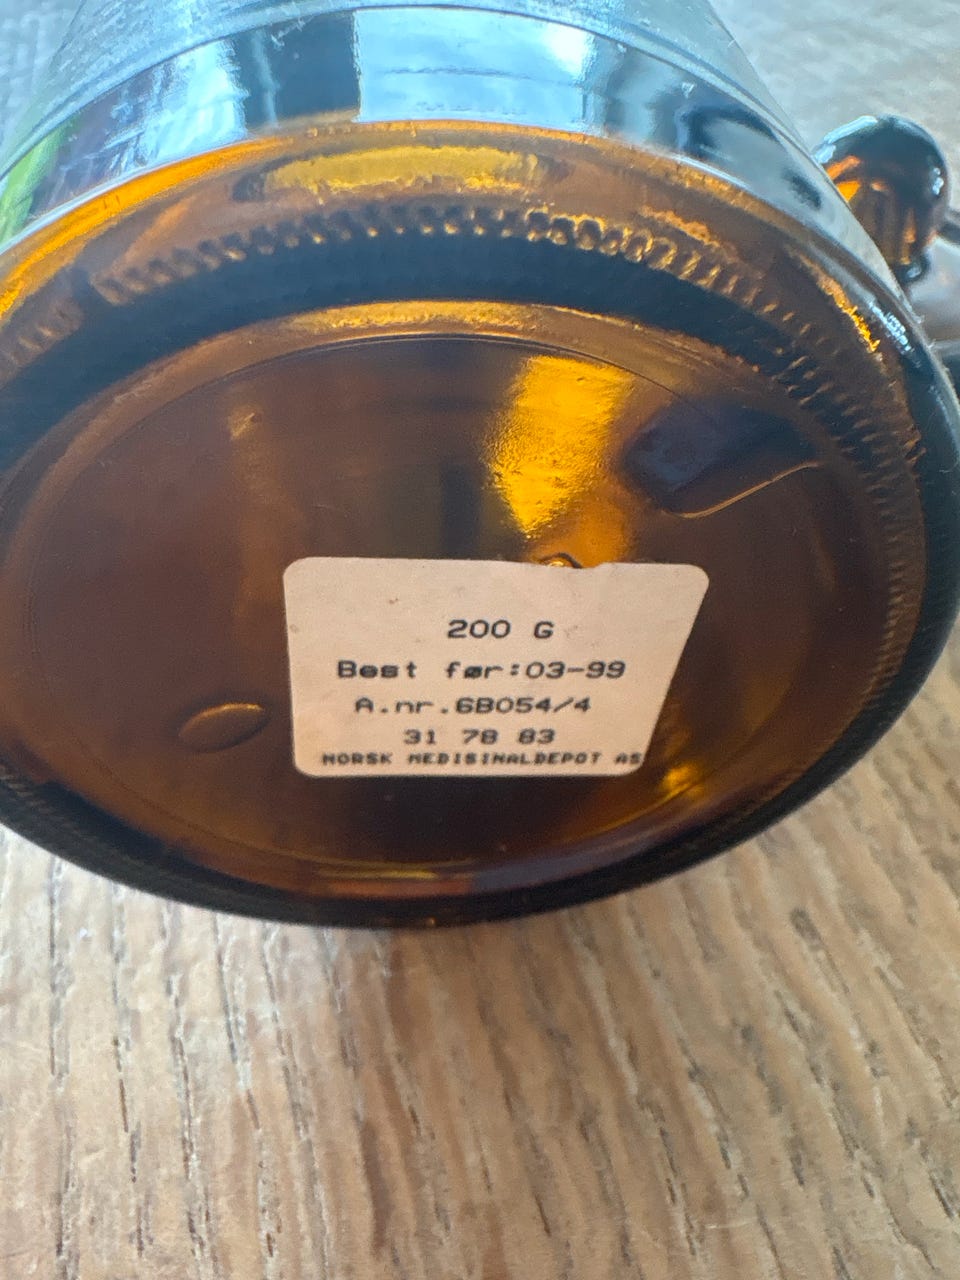 200 G
Best før:03-99
A.nr.6B054/4
31 78 83
NORSK MEDISINALDEPOT AS